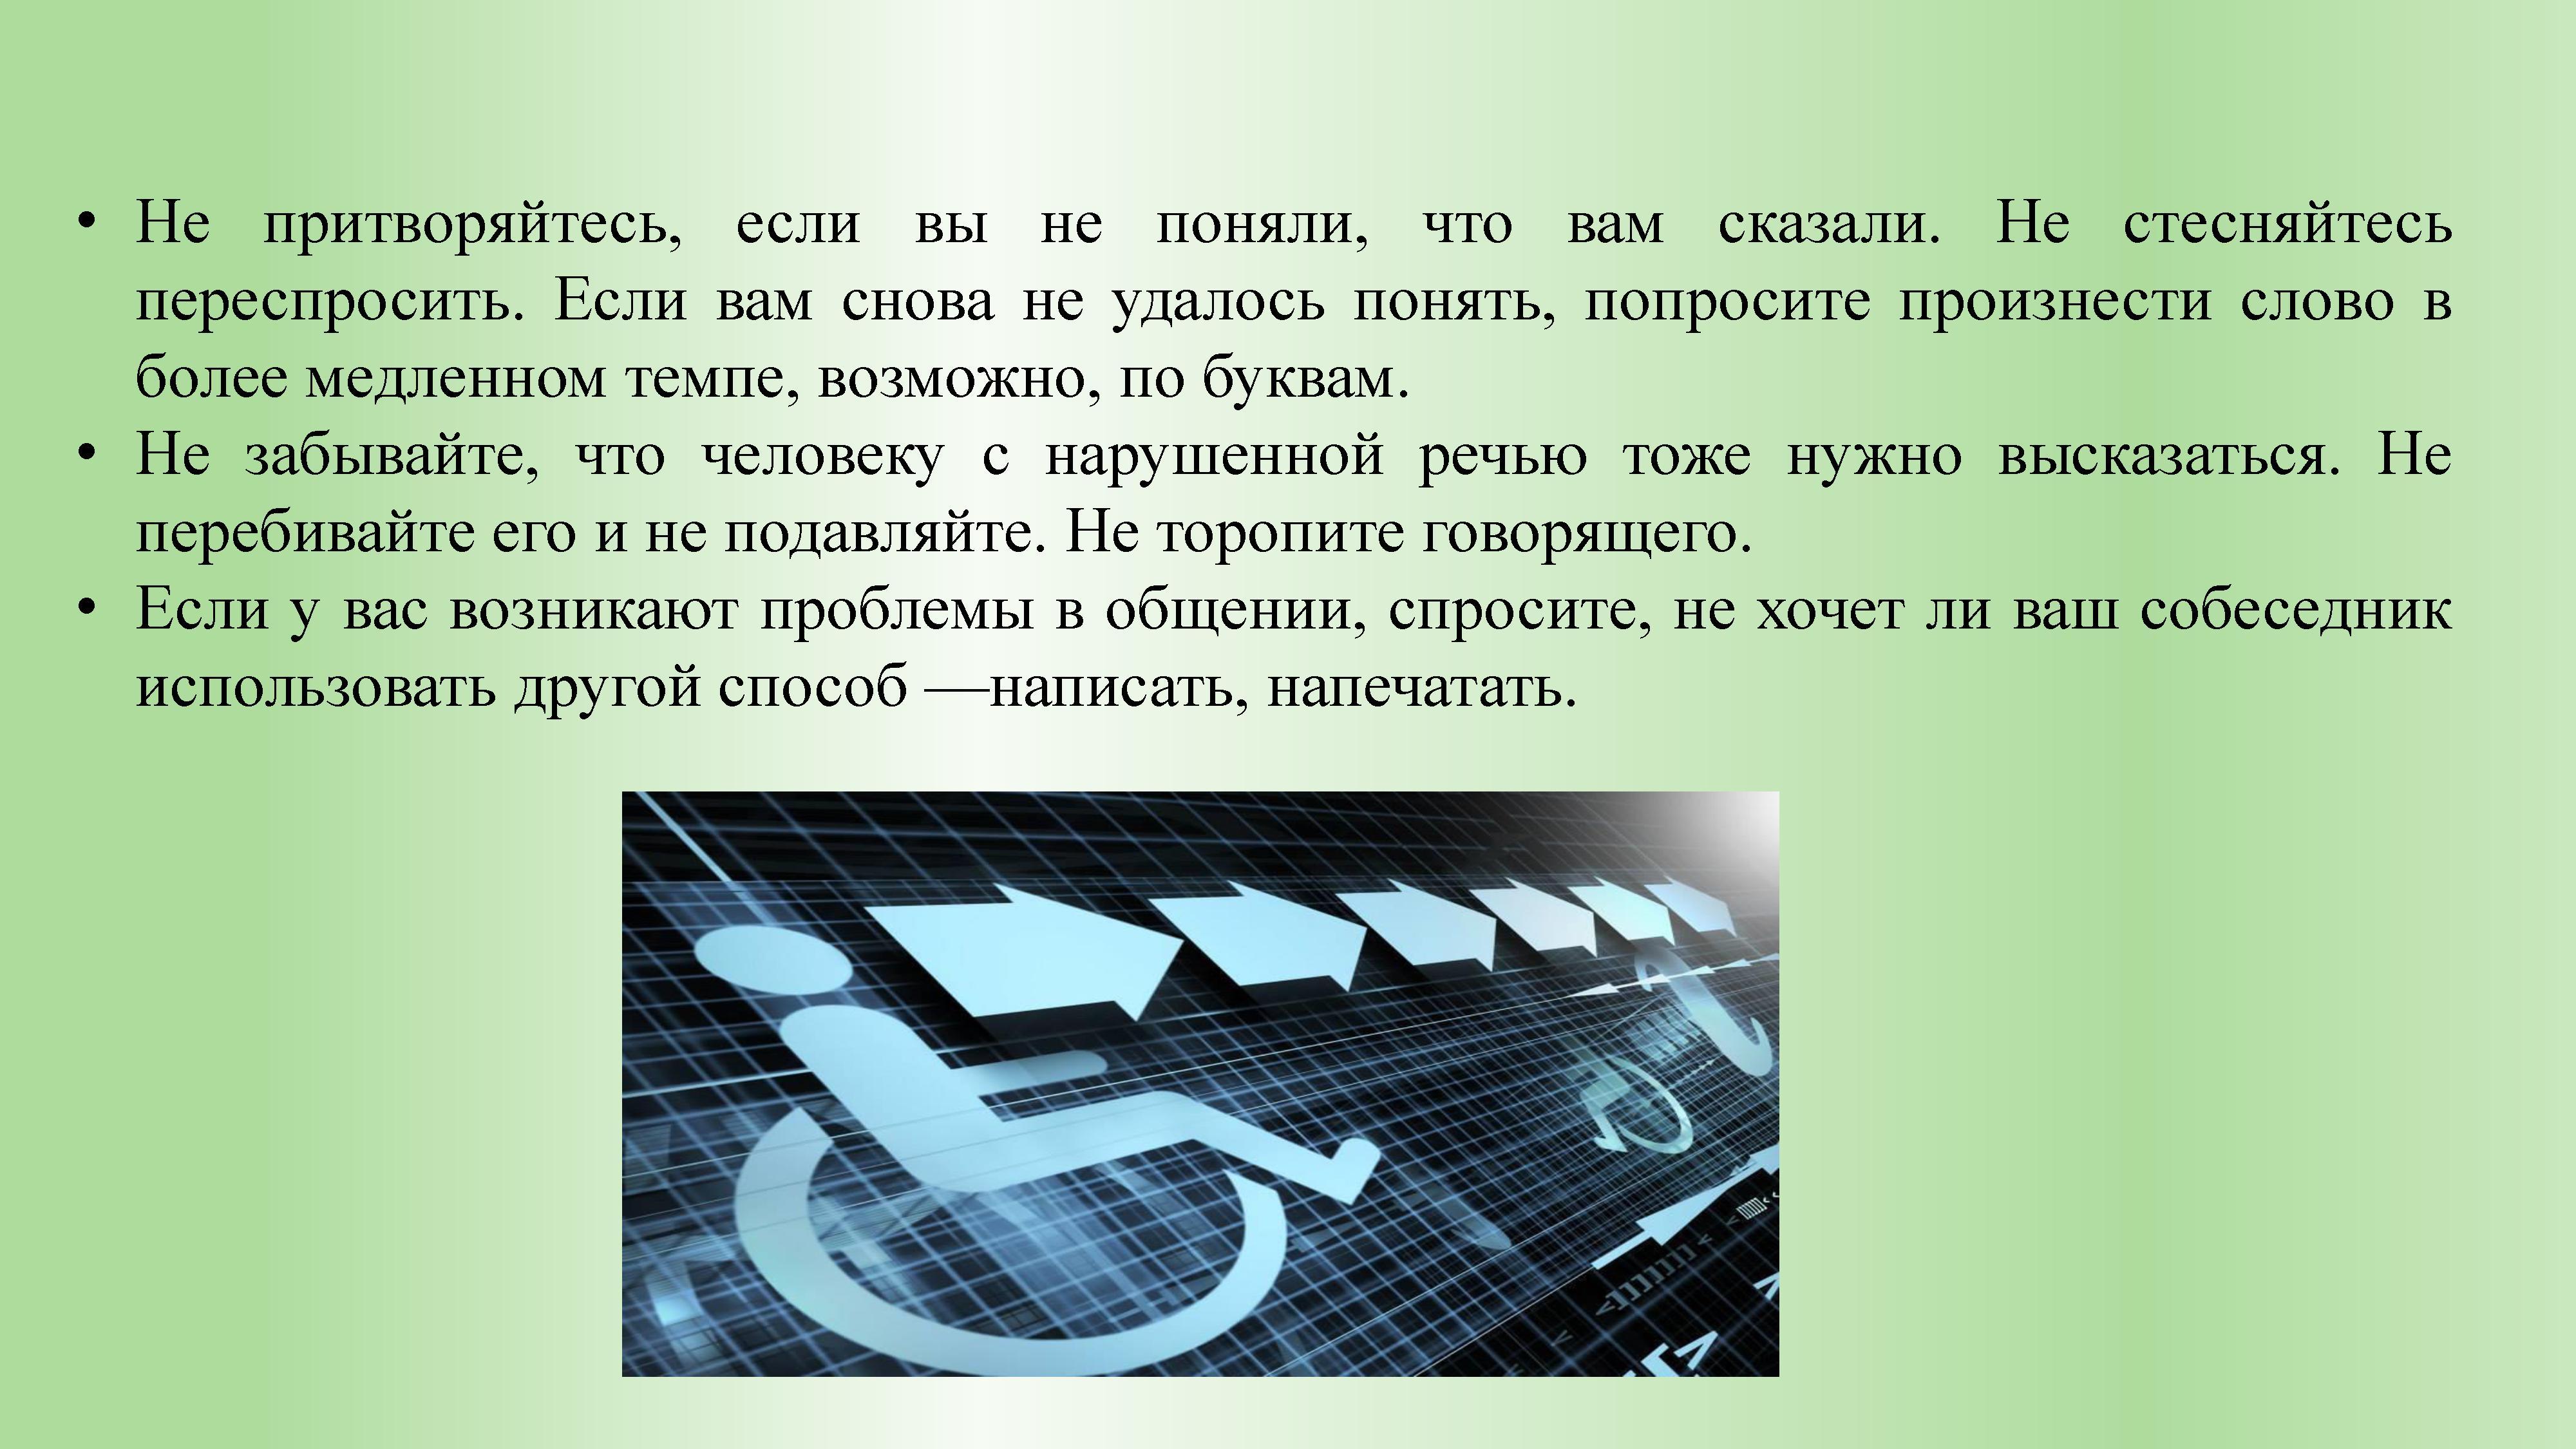 • Не притворяйтесь, если вы не поняли, что вам сказали. Не стесняйтесь
переспросить. Если вам снова не удалось понять, попросите произнести слово в
более медленном темпе, возможно, по буквам.
• Не забывайте, что человеку с нарушенной речью тоже нужно высказаться. Не
перебивайте его и не подавляйте. Не торопите говорящего.
• Если у вас возникают проблемы в общении, спросите, не хочет ли ваш собеседник
использовать другой способ —написать, напечатать.